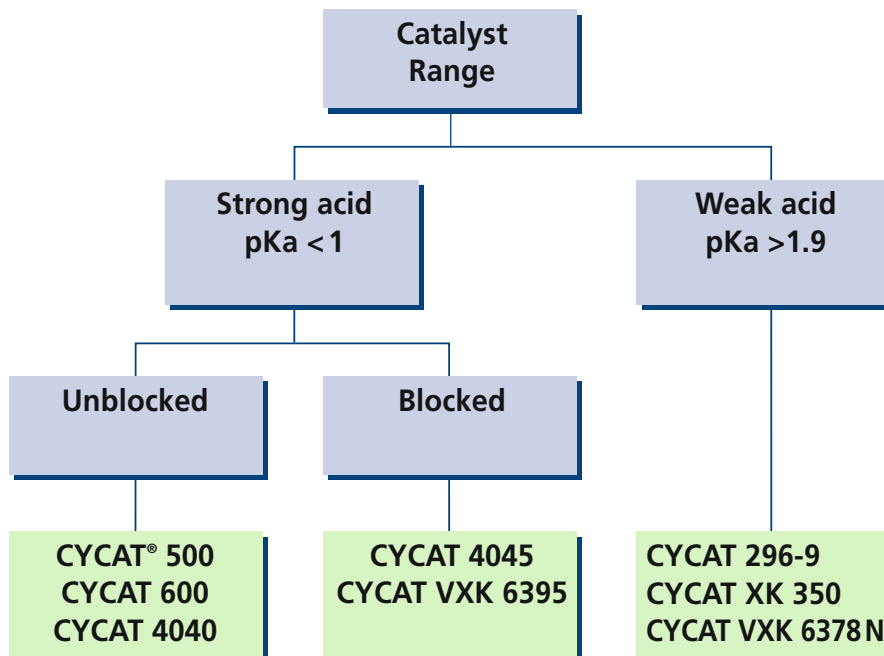 Catalyst
Range
Strong acid
pKa < 1
Weak acid
pKa >1.9
Unblocked
Blocked
CYCAT® 500
CYCAT 600
CYCAT 4040
CYCAT 4045
CYCAT VXK 6395
CYCAT 296-9
CYCAT XK 350
CYCAT VXK 6378 N